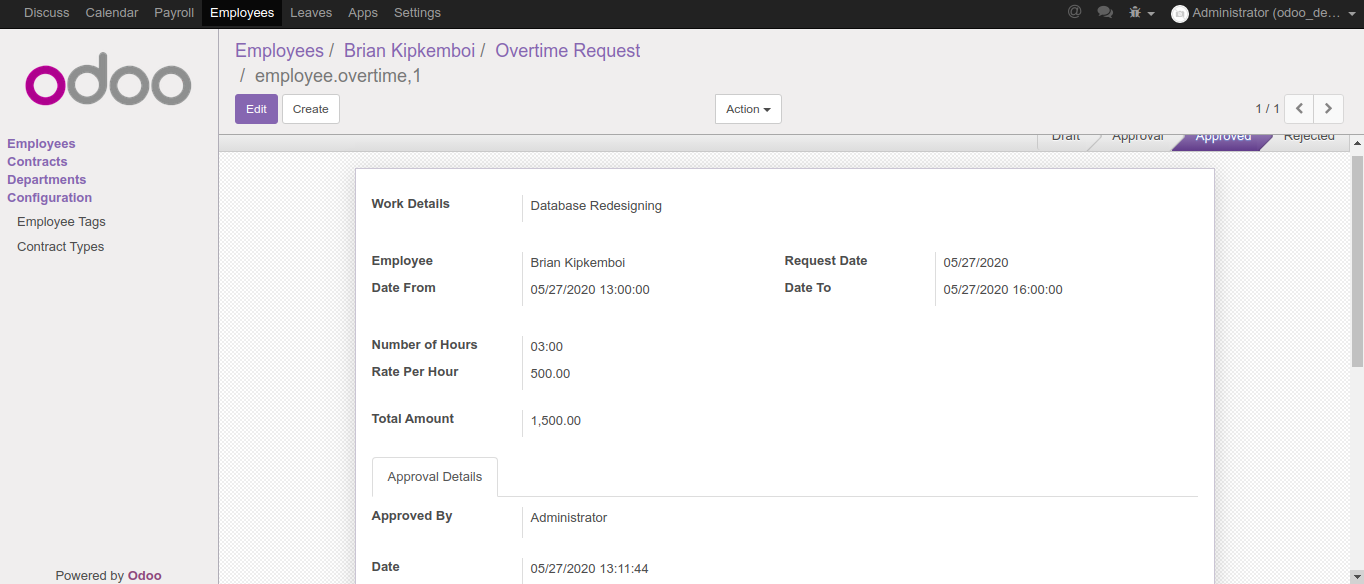 Discuss Calendar Payroll Employees Leaves Apps Settings @ Administrator (odoo_de...
odoo
Employees / Brian Kipkemboi / Overtime Request
/ employee.overtime,1
Edit Create Action 1 / 1
Draft Approval Approved Rejected
Employees
Contracts
Departments
Configuration
Employee Tags
Contract Types
Powered by Odoo
Work Details Database Redesigning
Employee Brian Kipkemboi Request Date 05/27/2020
Date From 05/27/2020 13:00:00 Date To 05/27/2020 16:00:00
Number of Hours 03:00
Rate Per Hour 500.00
Total Amount 1,500.00
Approval Details
Approved By Administrator
Date 05/27/2020 13:11:44